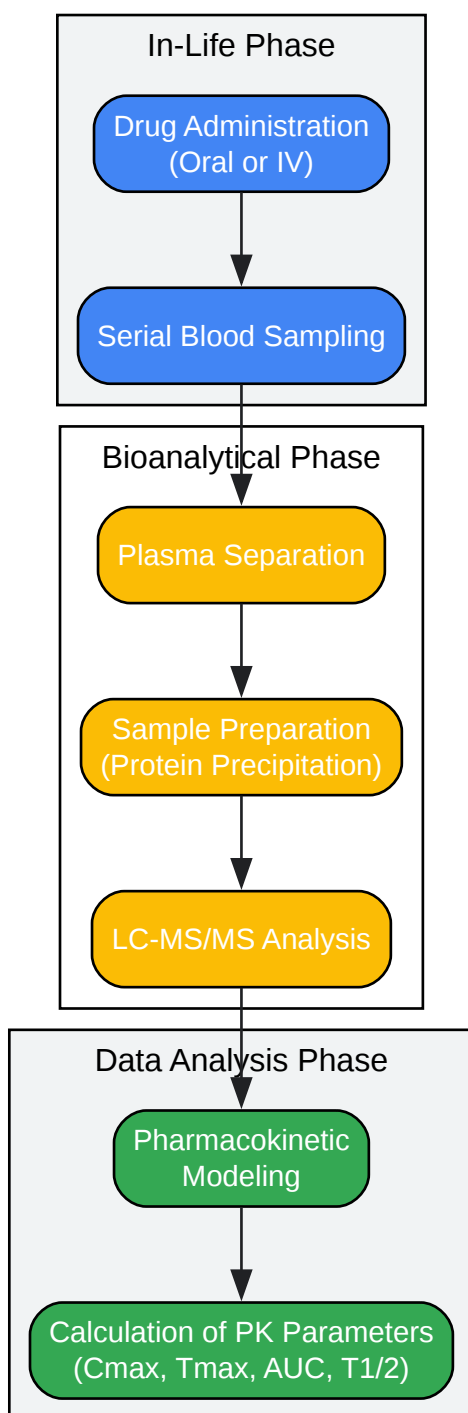 In-Life Phase
Drug Administration
(Oral or IV)
Serial Blood Sampling
Bioanalytical Phase
Plasma Separation
Sample Preparation
(Protein Precipitation)
LC-MS/MS Analysis
Data Analysis Phase
Pharmacokinetic
Modeling
Calculation of PK Parameters
(Cmax, Tmax, AUC, T1/2)